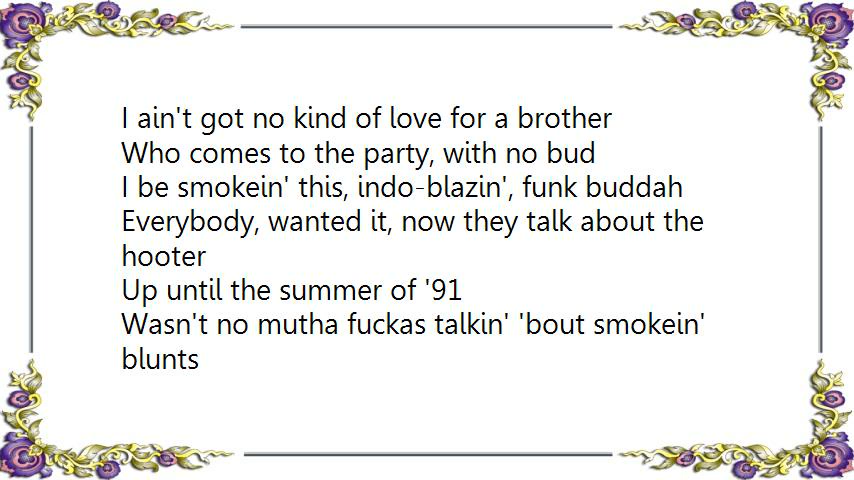 I ain't got no kind of love for a brother
Who comes to the party, with no bud
I be smokein' this, indo-blazin', funk buddah
Everybody, wanted it, now they talk about the
hooter
Up until the summer of '91
Wasn't no mutha fuckas talkin' 'bout smokein'
blunts